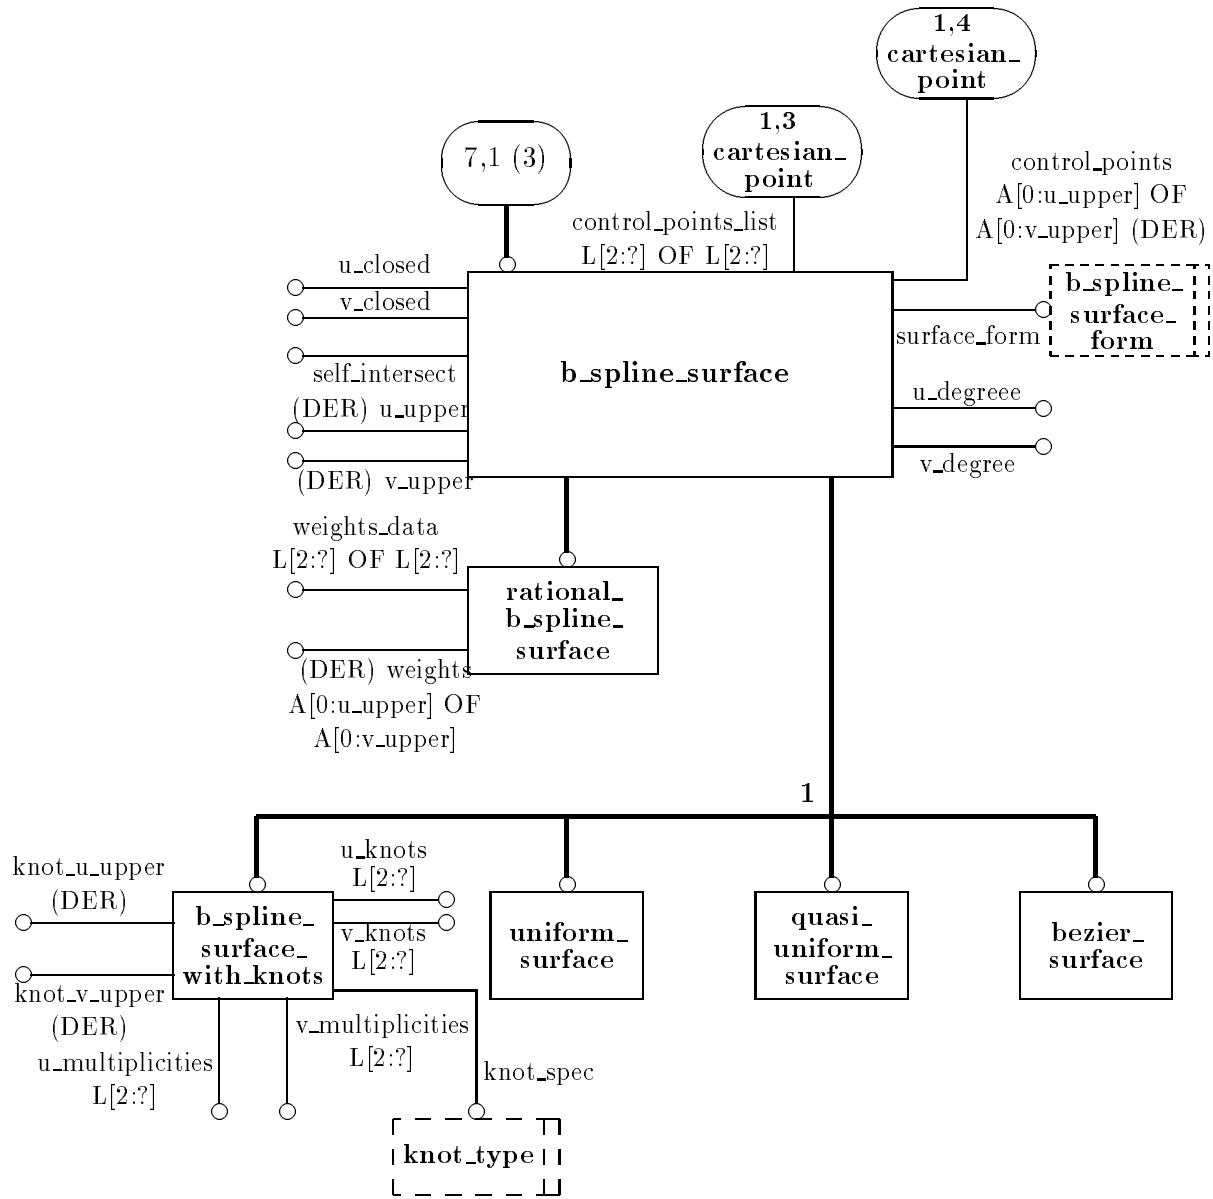 1,4
cartesian_
point
1,3
cartesian_
point
7,1 (3)
control_points
A[0:u_upper] OF
A[0:v_upper] (DER)
control_points_list
L[2:?] OF L[2:?]
u_closed
v_closed
self_intersect
(DER) u_upper
(DER) v_upper
b_spline_surface
b_spline_
surface_
form
surface_form
u_degreee
v_degree
weights_data
L[2:?] OF L[2:?]
rational_
b_spline_
surface
(DER) weights
A[0:u_upper] OF
A[0:v_upper]
1
knot_u_upper
(DER)
u_knots
L[2:?]
b_spline_
surface_
with_knots
v_knots
L[2:?]
uniform_
surface
quasi_
uniform_
surface
bezier_
surface
knot_v_upper
(DER)
u_multiplicities
L[2:?]
v_multiplicities
L[2:?]
knot_spec
knot_type